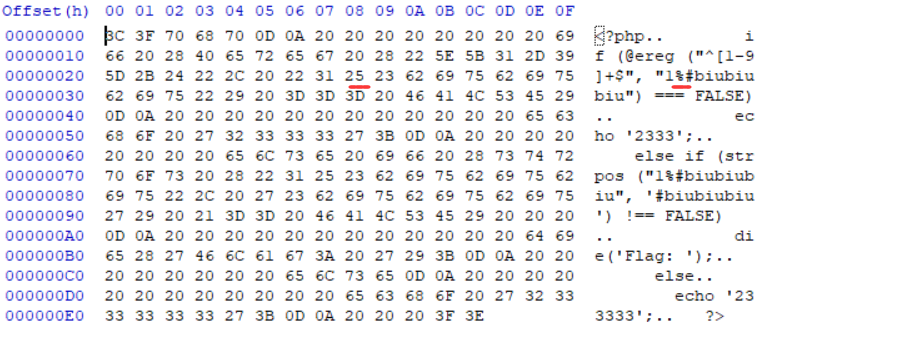 Offset(h) 00 01 02 03 04 05 06 07 08 09 0A 0B 0C 0D 0E 0F
00000000 3C 3F 70 68 70 0D 0A 20 20 20 20 20 20 20 20 69 <?php.. i
00000010 66 20 28 40 65 72 65 67 20 28 22 5E 5B 31 2D 39 f (@ereg ("^[1-9
00000020 5D 2B 24 22 2C 20 22 31 25 23 62 69 75 62 69 75 ]+$", "1%#biubiu
00000030 62 69 75 22 29 20 3D 3D 3D 20 46 41 4C 53 45 29 biu") === FALSE)
00000040 0D 0A 20 20 20 20 20 20 20 20 20 20 20 20 65 63 .. ec
00000050 68 6F 20 27 32 33 33 33 27 3B 0D 0A 20 20 20 20 ho '2333';..
00000060 20 20 20 20 65 6C 73 65 20 69 66 20 28 73 74 72 else if (str
00000070 70 6F 73 20 28 22 31 25 23 62 69 75 62 69 75 62 pos ("1%#biubiub
00000080 69 75 22 2C 20 27 23 62 69 75 62 69 75 62 69 75 iu", '#biubiubiu
00000090 27 29 20 21 3D 3D 20 46 41 4C 53 45 29 20 20 20 ') !== FALSE)
000000A0 0D 0A 20 20 20 20 20 20 20 20 20 20 20 20 64 69 .. di
000000B0 65 28 27 46 6C 61 67 3A 20 27 29 3B 0D 0A 20 20 e('Flag: ');..
000000C0 20 20 20 20 20 20 65 6C 73 65 0D 0A 20 20 20 20 else..
000000D0 20 20 20 20 20 20 20 20 65 63 68 6F 20 27 32 33 echo '23
000000E0 33 33 33 33 27 3B 0D 0A 20 20 20 3F 3E 3333';.. ?>